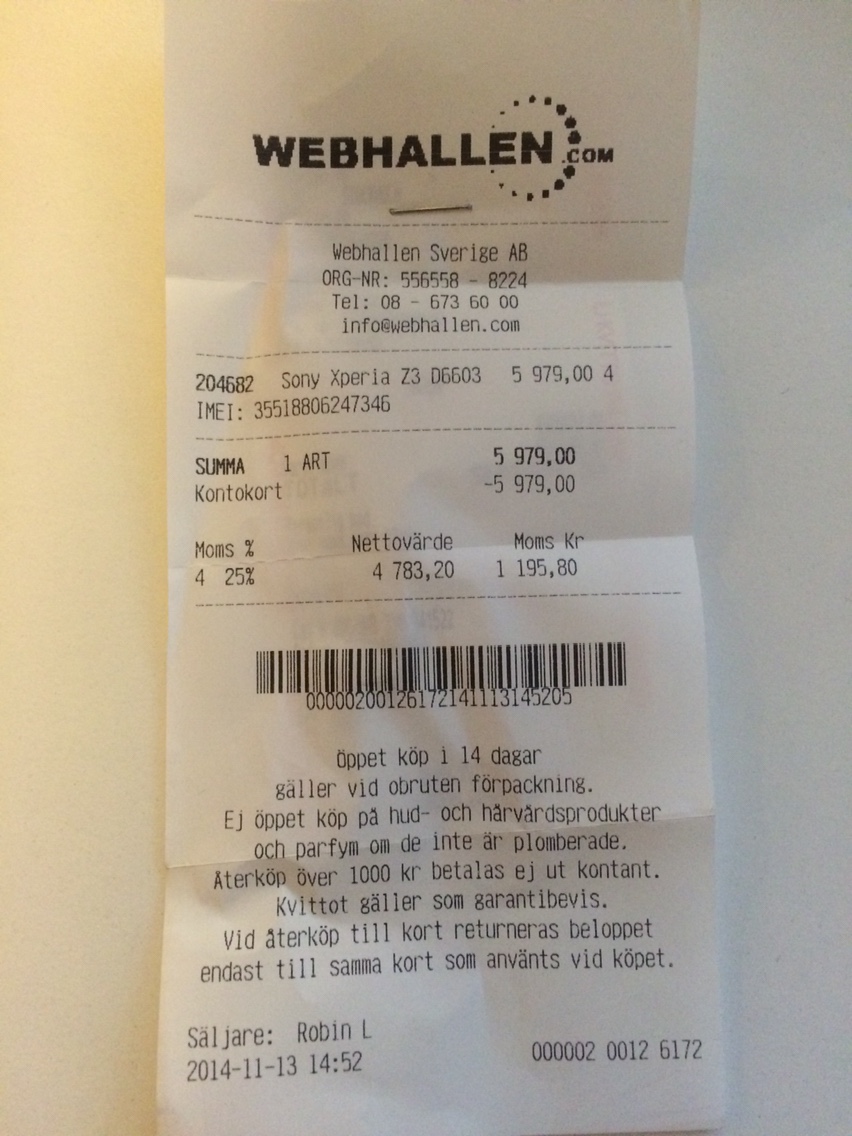 WEBHALLEN.COM
Webhallen Sverige AB
ORG-NR: 556558 - 8224
Tel: 08 - 673 60 00
info@webhallen.com
204682 Sony Xperia Z3 D6603 5 979,00 4
IMEI: 35518806247346
SUMMA 1 ART 5 979,00
Kontokort -5 979,00
Moms % Nettovärde Moms Kr
4 25% 4 783,20 1 195,80
00000200126172141113145205
Öppet köp i 14 dagar
gäller vid obruten förpackning.
Ej öppet köp på hud- och hårvårdsprodukter
och parfym om de inte är plomberade.
Återköp över 1000 kr betalas ej ut kontant.
Kvittot gäller som garantibevis.
Vid återköp till kort returneras beloppet
endast till samma kort som använts vid köpet.
Säljare: Robin L
2014-11-13 14:52 000002 0012 6172